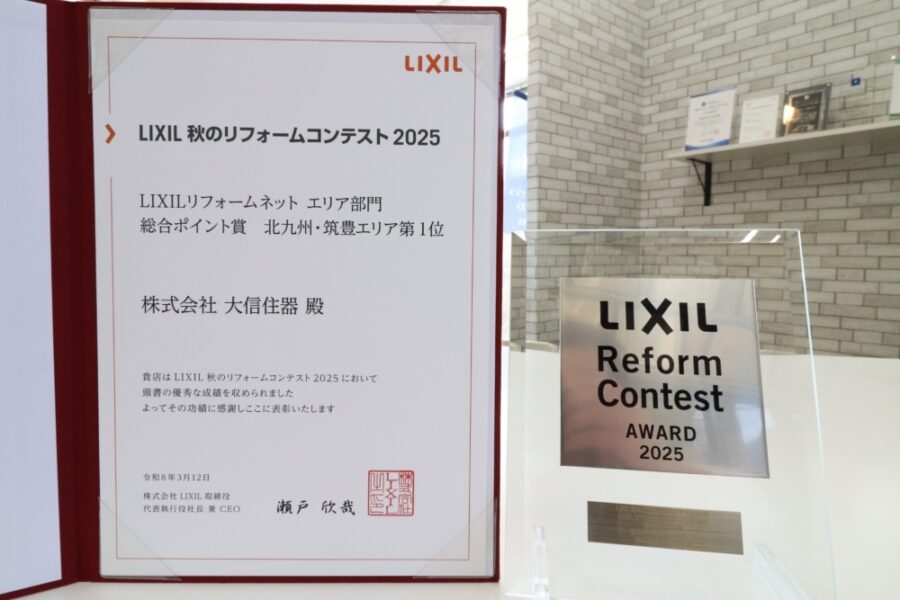 LIXIL
LIXIL 秋のリフォームコンテスト 2025
LIXILリフォームネット エリア部門
総合ポイント賞 北九州・筑豊エリア第1位
株式会社 大信住器 殿
貴店は LIXIL 秋のリフォームコンテスト 2025 において
頭書の優秀な成績を収められました
よってその功績に感謝しここに表彰いたします
令和8年3月12日
株式会社 LIXIL 取締役
代表執行役社長 兼 CEO
瀬戸 欣哉
LIXIL
Reform
Contest
AWARD
2025